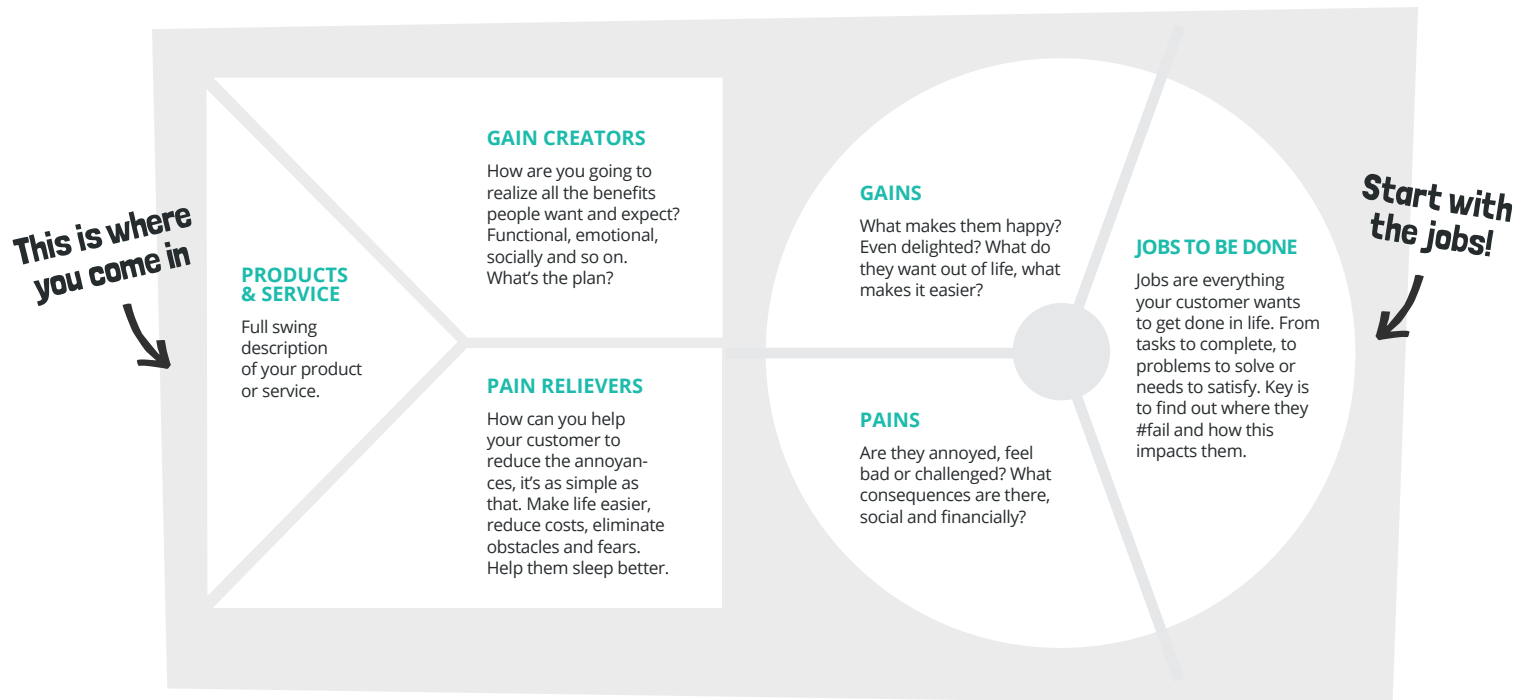 This is where
you come in
PRODUCTS
& SERVICE
Full swing
description
of your product
or service.
GAIN CREATORS
How are you going to
realize all the benefits
people want and expect?
Functional, emotional,
socially and so on.
What’s the plan?
PAIN RELIEVERS
How can you help
your customer to
reduce the annoyan-
ces, it’s as simple as
that. Make life easier,
reduce costs, eliminate
obstacles and fears.
Help them sleep better.
GAINS
What makes them happy?
Even delighted? What do
they want out of life, what
makes it easier?
PAINS
Are they annoyed, feel
bad or challenged? What
consequences are there,
social and financially?
JOBS TO BE DONE
Jobs are everything
your customer wants
to get done in life. From
tasks to complete, to
problems to solve or
needs to satisfy. Key is
to find out where they
#fail and how this
impacts them.
Start with
the jobs!